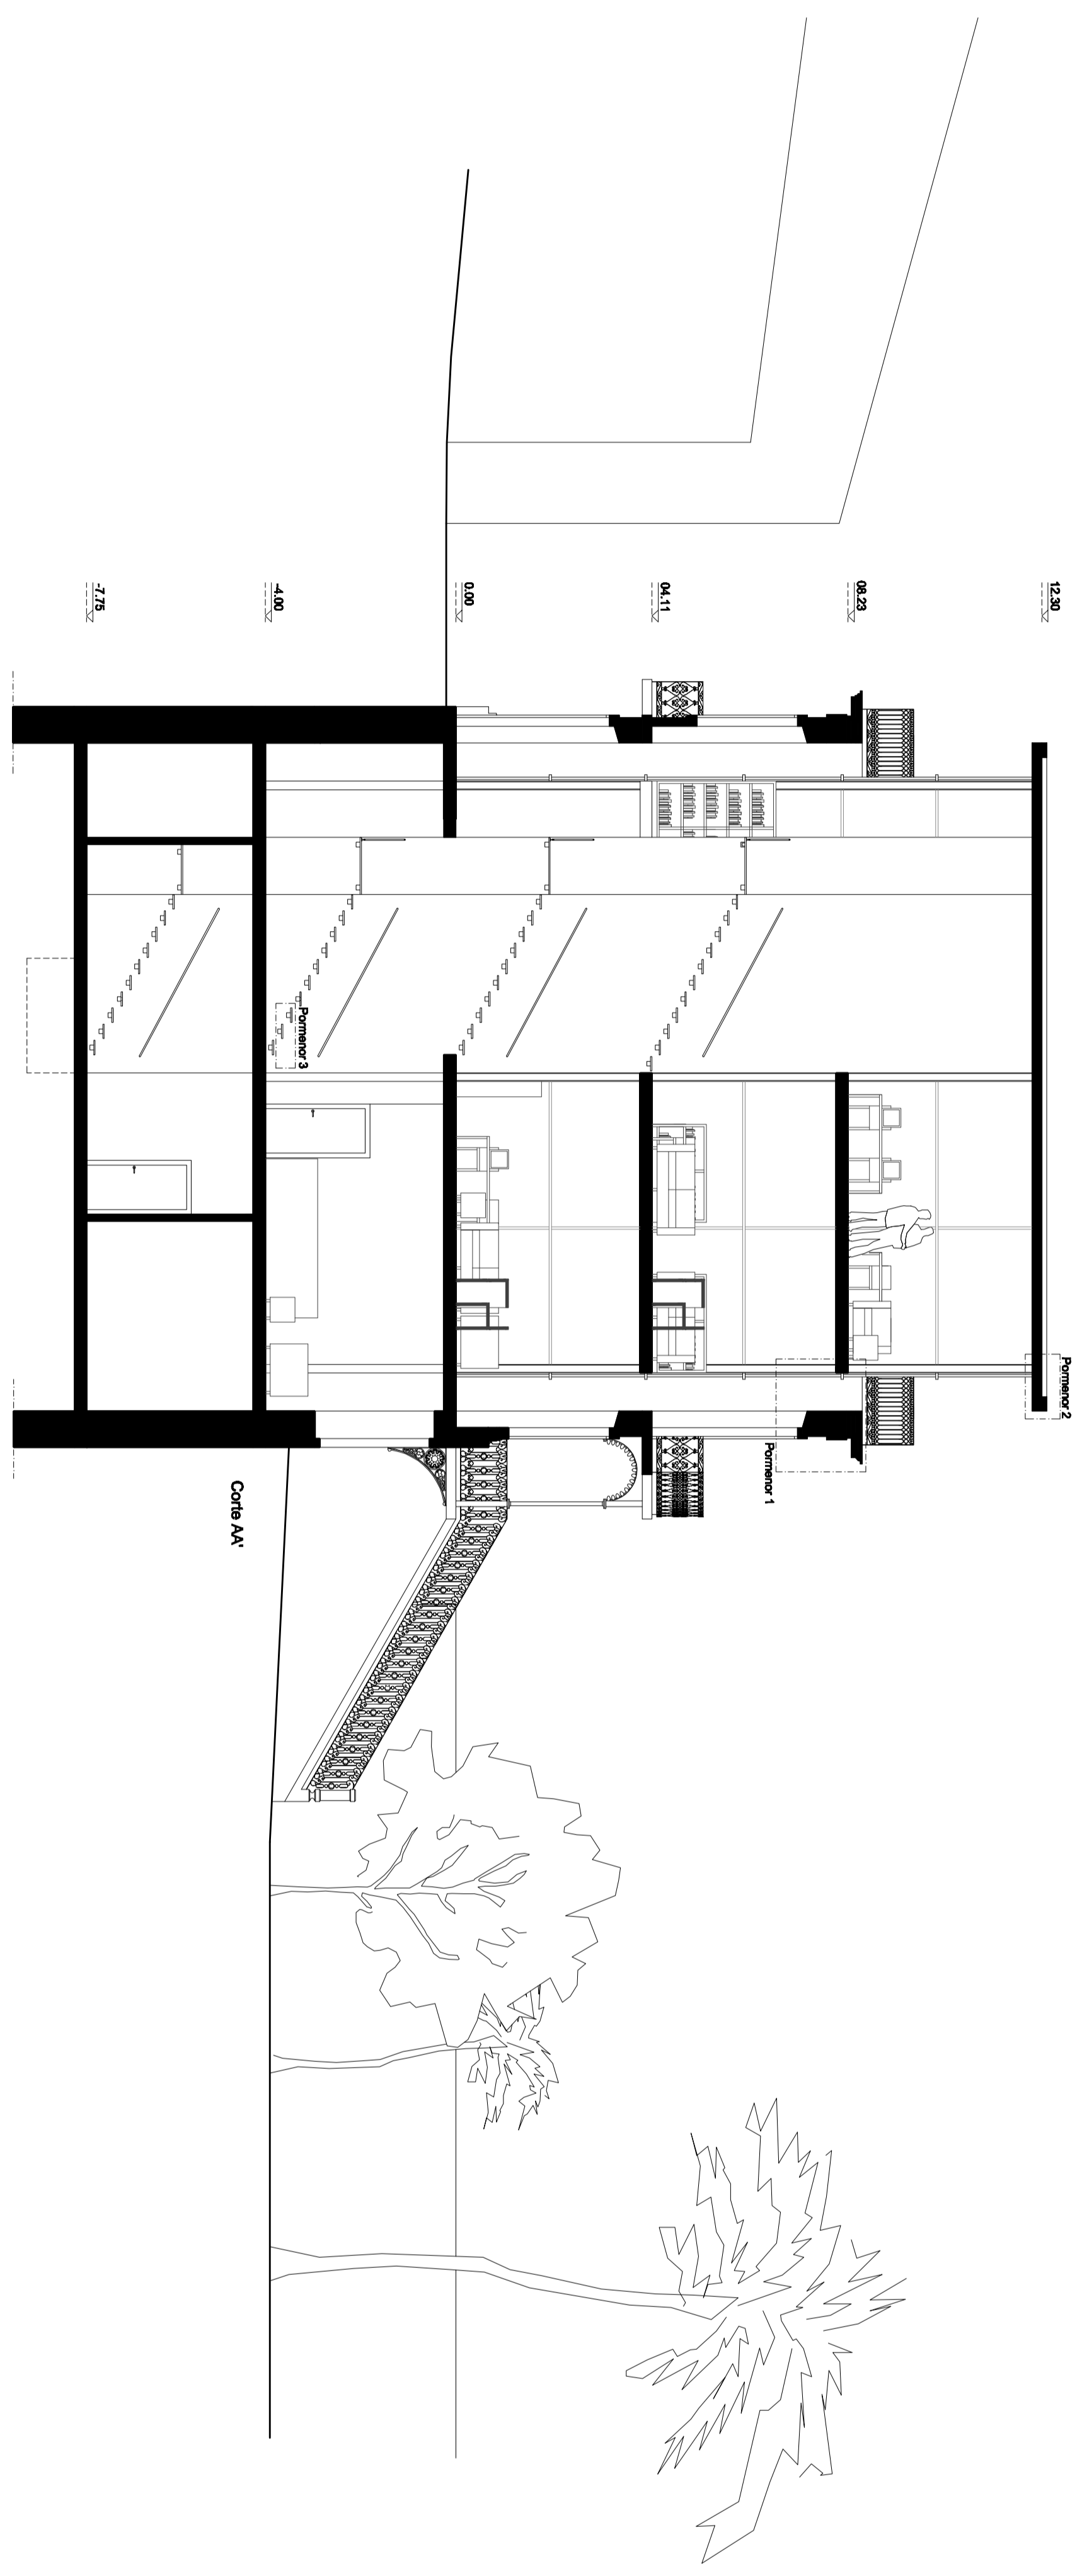 12.30
08.23
04.11
0.00
-4.00
-7.75
Pormenor 2
Pormenor 1
Pormenor 3
Corte AA'